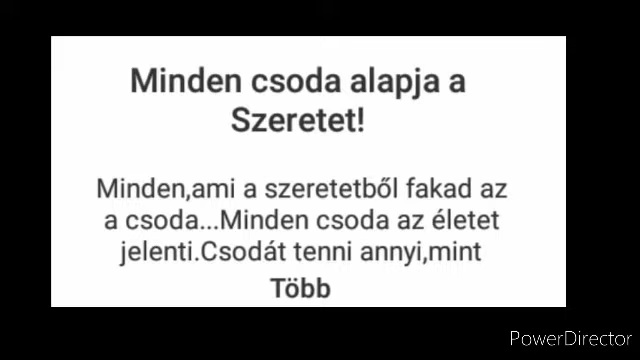 Minden csoda alapja a
Szeretet!
Minden,ami a szeretetből fakad az
a csoda...Minden csoda az életet
jelenti.Csodát tenni annyi,mint
Több
PowerDirector